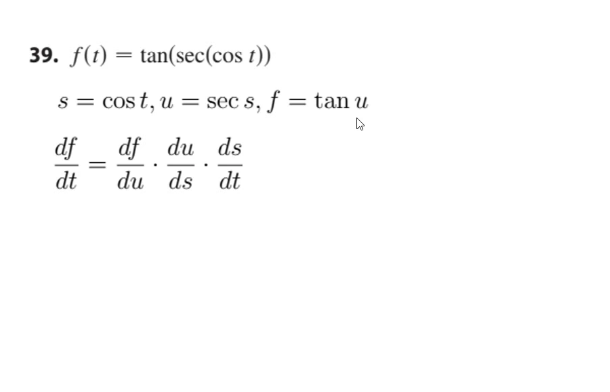 39. f(t) = tan(sec(cos t))
s = cos t, u = sec s, f = tan u
df/dt = df/du · du/ds · ds/dt